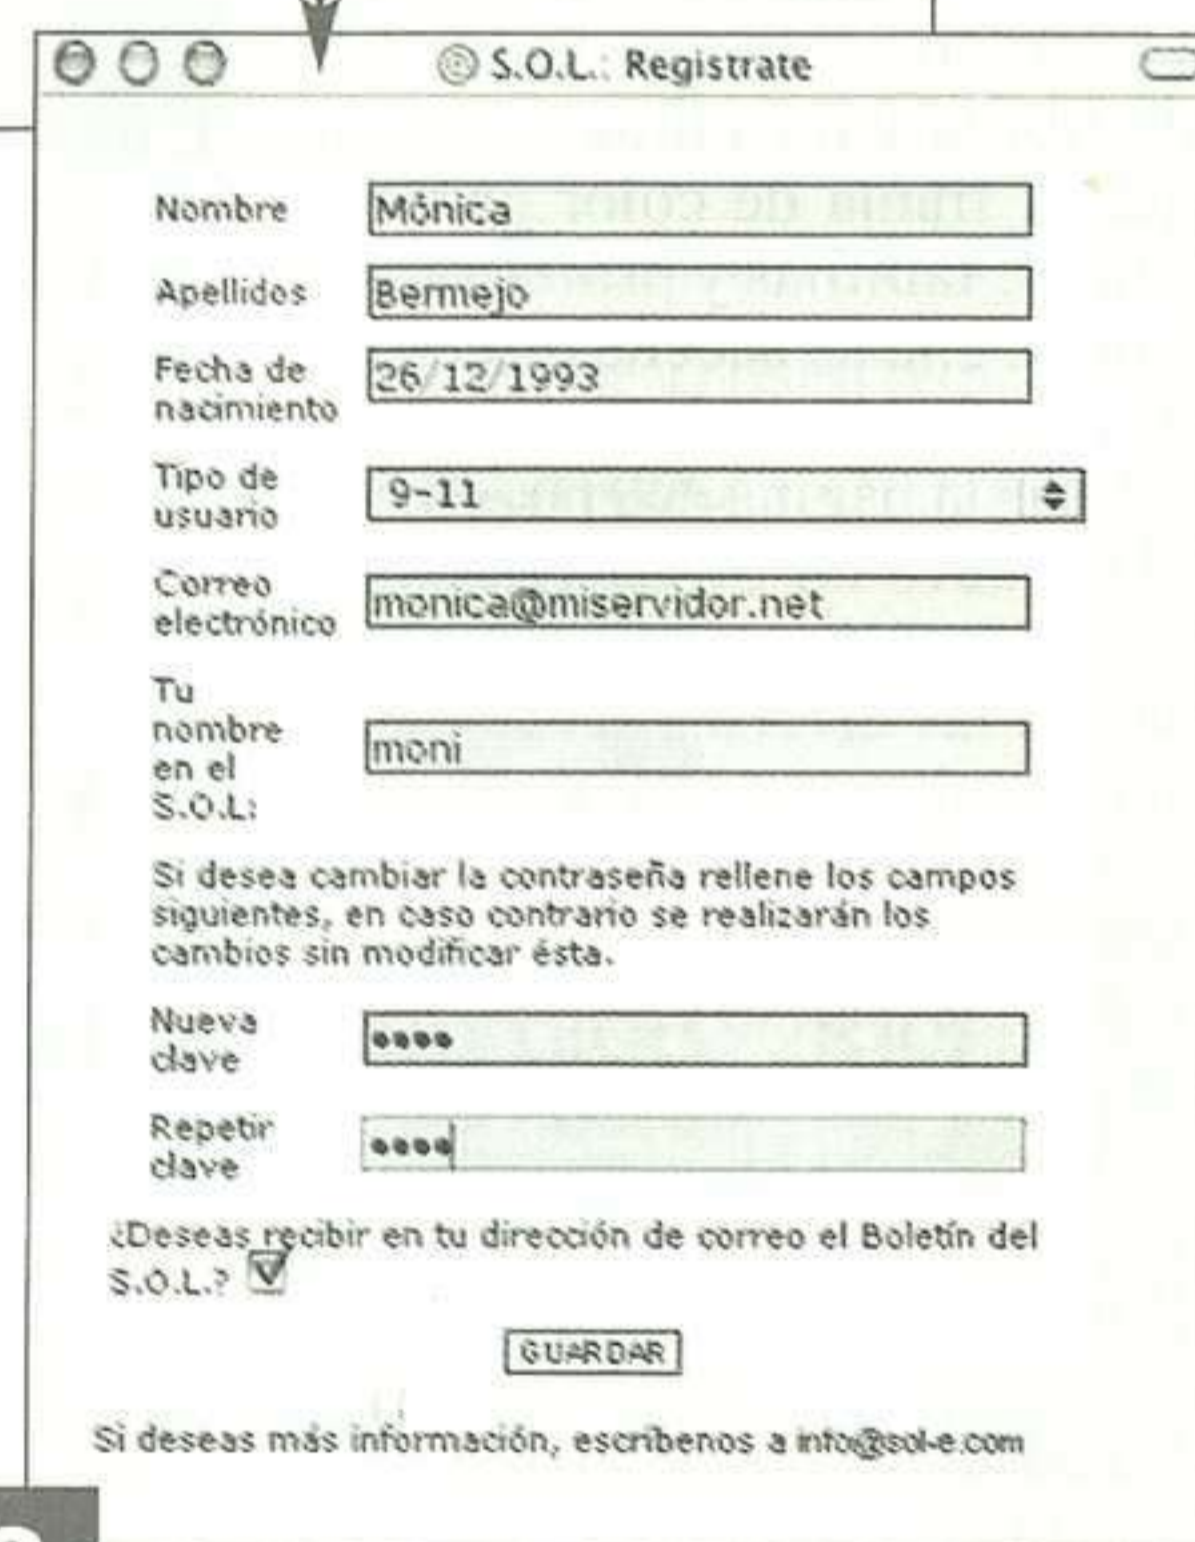 S.O.L.: Registrate
Nombre
Mónica
Apellidos
Bermejo
Fecha de
nacimiento
26/12/1993
Tipo de
usuario
9-11
Correo
electrónico
monica@miservidor.net
Tu
nombre
en el
S.O.L:
moni
Si desea cambiar la contraseña rellene los campos
siguientes, en caso contrario se realizarán los
cambios sin modificar ésta.
Nueva
clave
••••
Repetir
clave
••••
¿Deseas recibir en tu dirección de correo el Boletín del
S.O.L.?
GUARDAR
Si deseas más información, escríbenos a info@sol-e.com